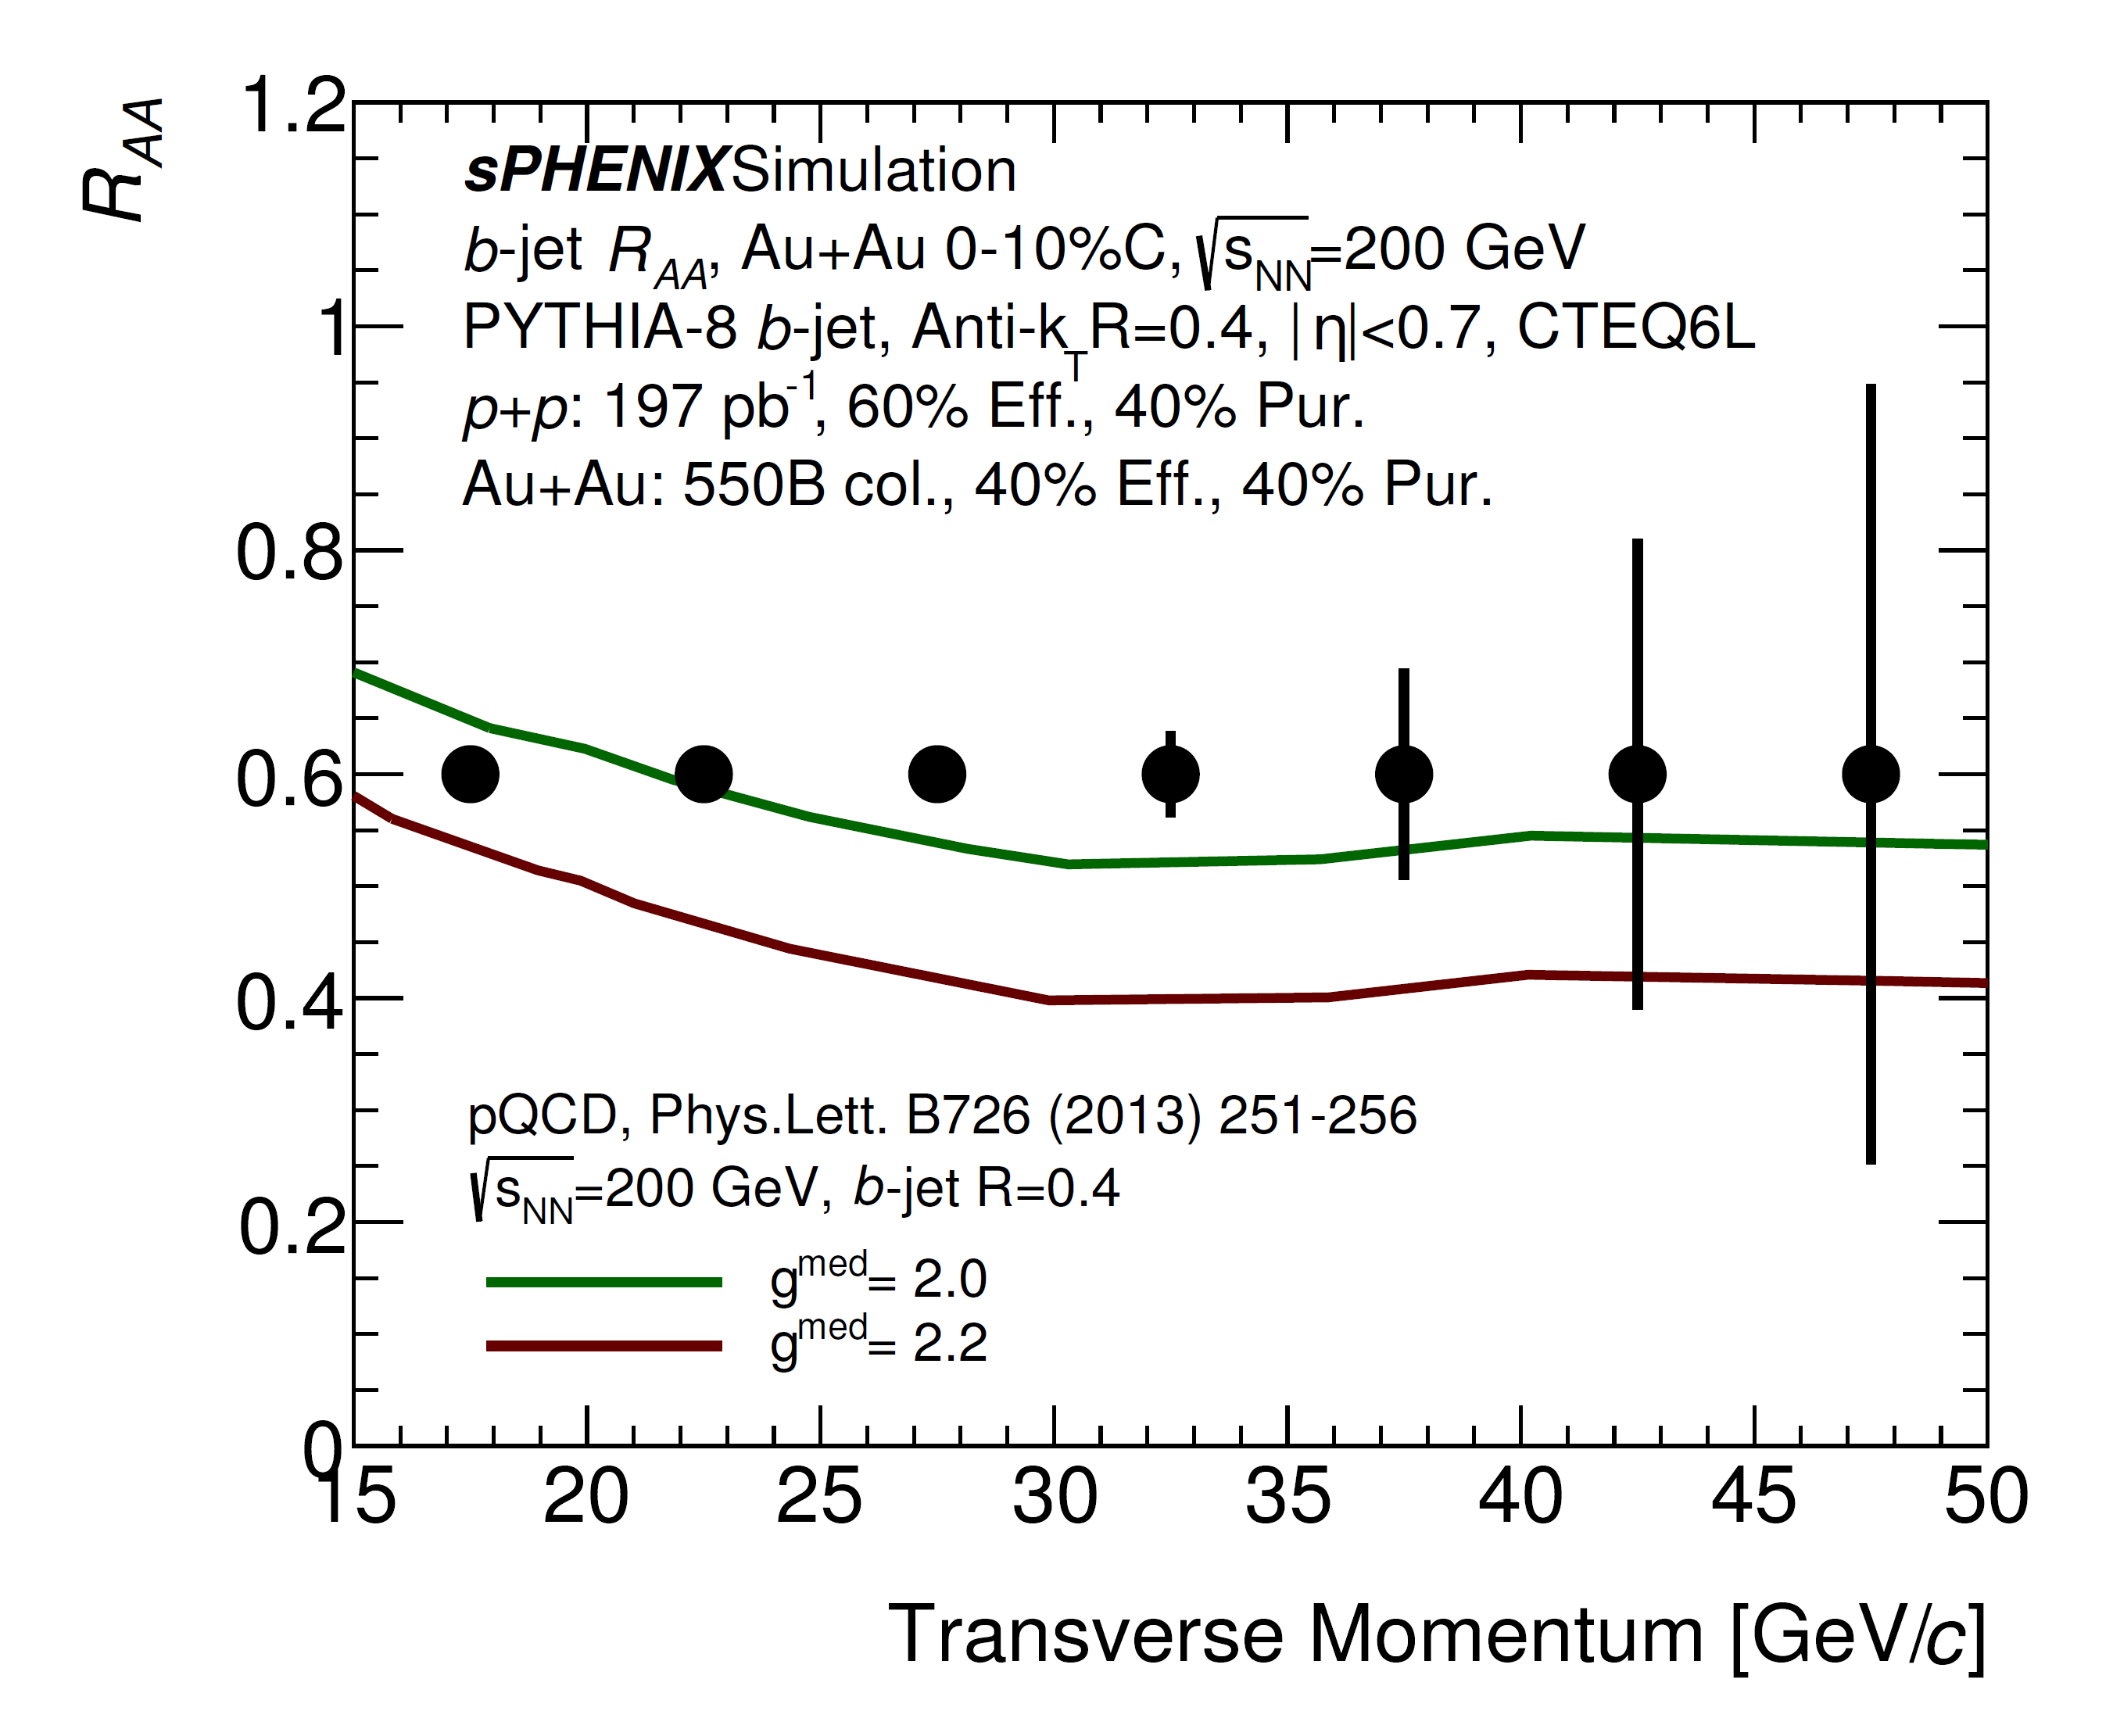 R_AA
1.2
1
0.8
0.6
0.4
0.2
0
sPHENIX Simulation
b-jet R_AA, Au+Au 0-10%C, √s_NN=200 GeV
PYTHIA-8 b-jet, Anti-k_T R=0.4, |η|<0.7, CTEQ6L
p+p: 197 pb^-1, 60% Eff., 40% Pur.
Au+Au: 550B col., 40% Eff., 40% Pur.
pQCD, Phys.Lett. B726 (2013) 251-256
√s_NN=200 GeV, b-jet R=0.4
g^med= 2.0
g^med= 2.2
15 20 25 30 35 40 45 50
Transverse Momentum [GeV/c]